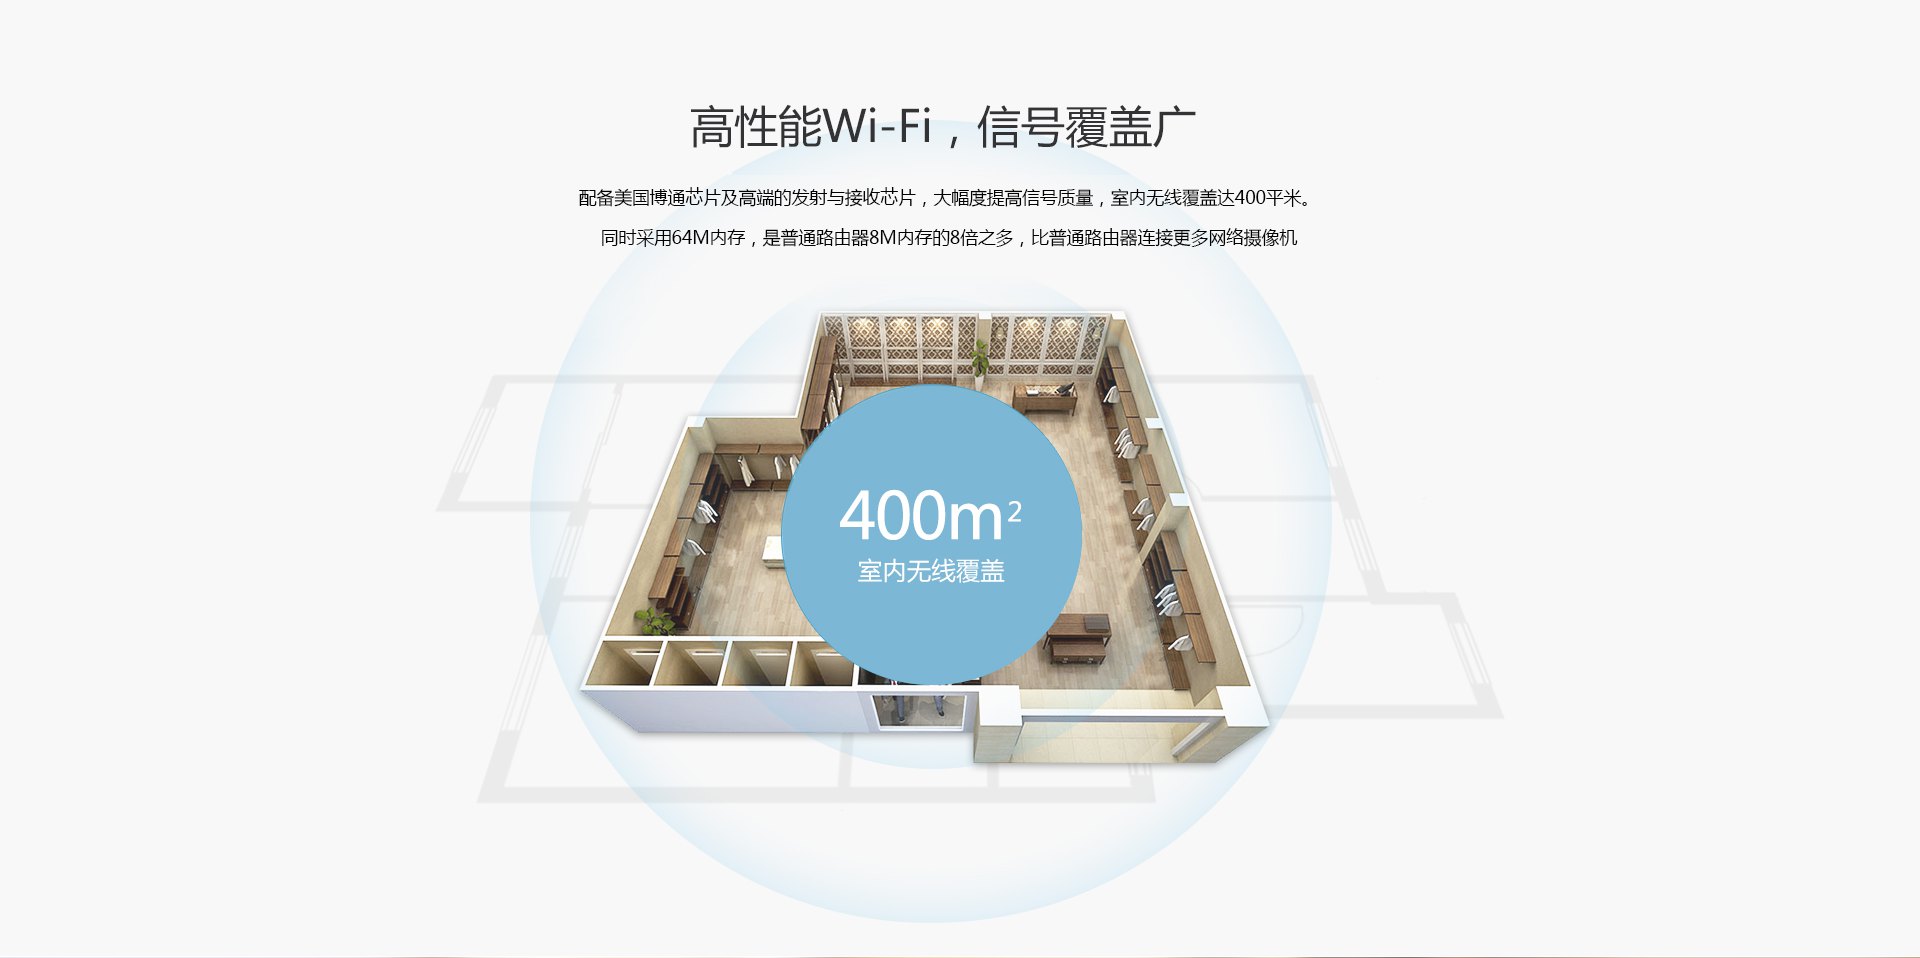 高性能Wi-Fi，信号覆盖广
配备美国博通芯片及高端的发射与接收芯片，大幅度提高信号质量，室内无线覆盖达400平米。
同时采用64M内存，是普通路由器8M内存的8倍之多，比普通路由器连接更多网络摄像机
400m²
室内无线覆盖